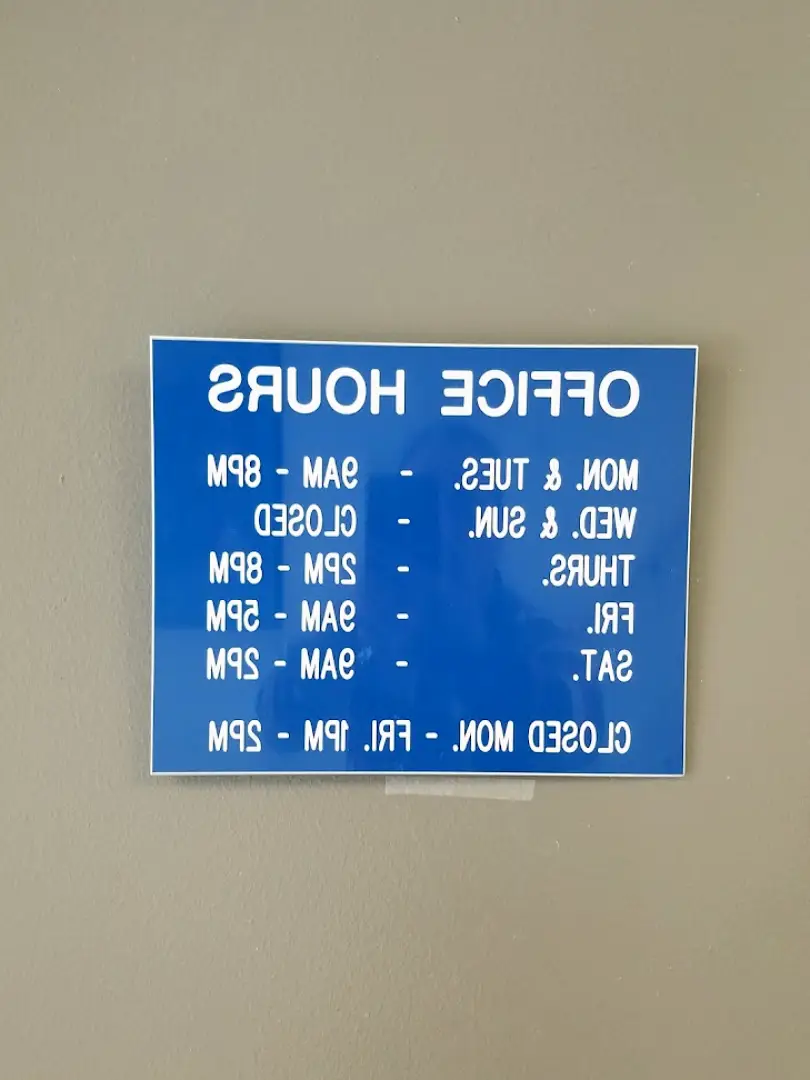 OFFICE HOURS
MON. & TUES. - 9AM - 8PM
WED. & SUN. - CLOSED
THURS. - 2PM - 8PM
FRI. - 9AM - 5PM
SAT. - 9AM - 2PM
CLOSED MON. - FRI. 1PM - 2PM